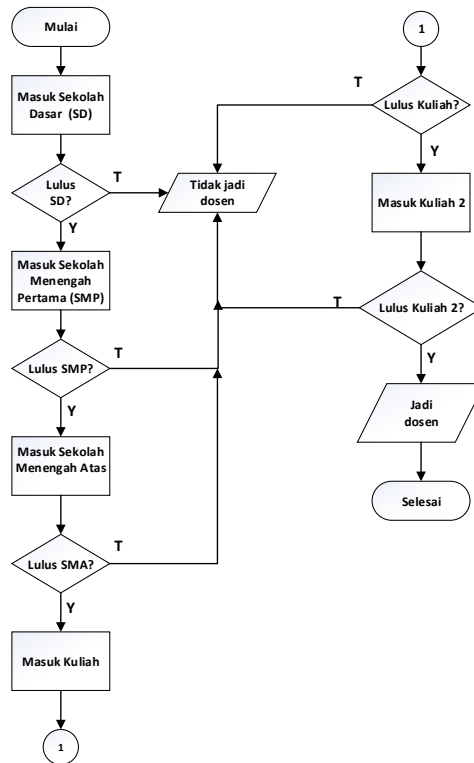 Mulai
Masuk Sekolah
Dasar (SD)
Lulus
SD?
T
Y
Masuk Sekolah
Menengah
Pertama (SMP)
Lulus SMP?
T
Y
Masuk Sekolah
Menengah Atas
Lulus SMA?
T
Y
Masuk Kuliah
1
Tidak jadi
dosen
1
Lulus Kuliah?
T
Y
Masuk Kuliah 2
Lulus Kuliah 2?
T
Y
Jadi
dosen
Selesai